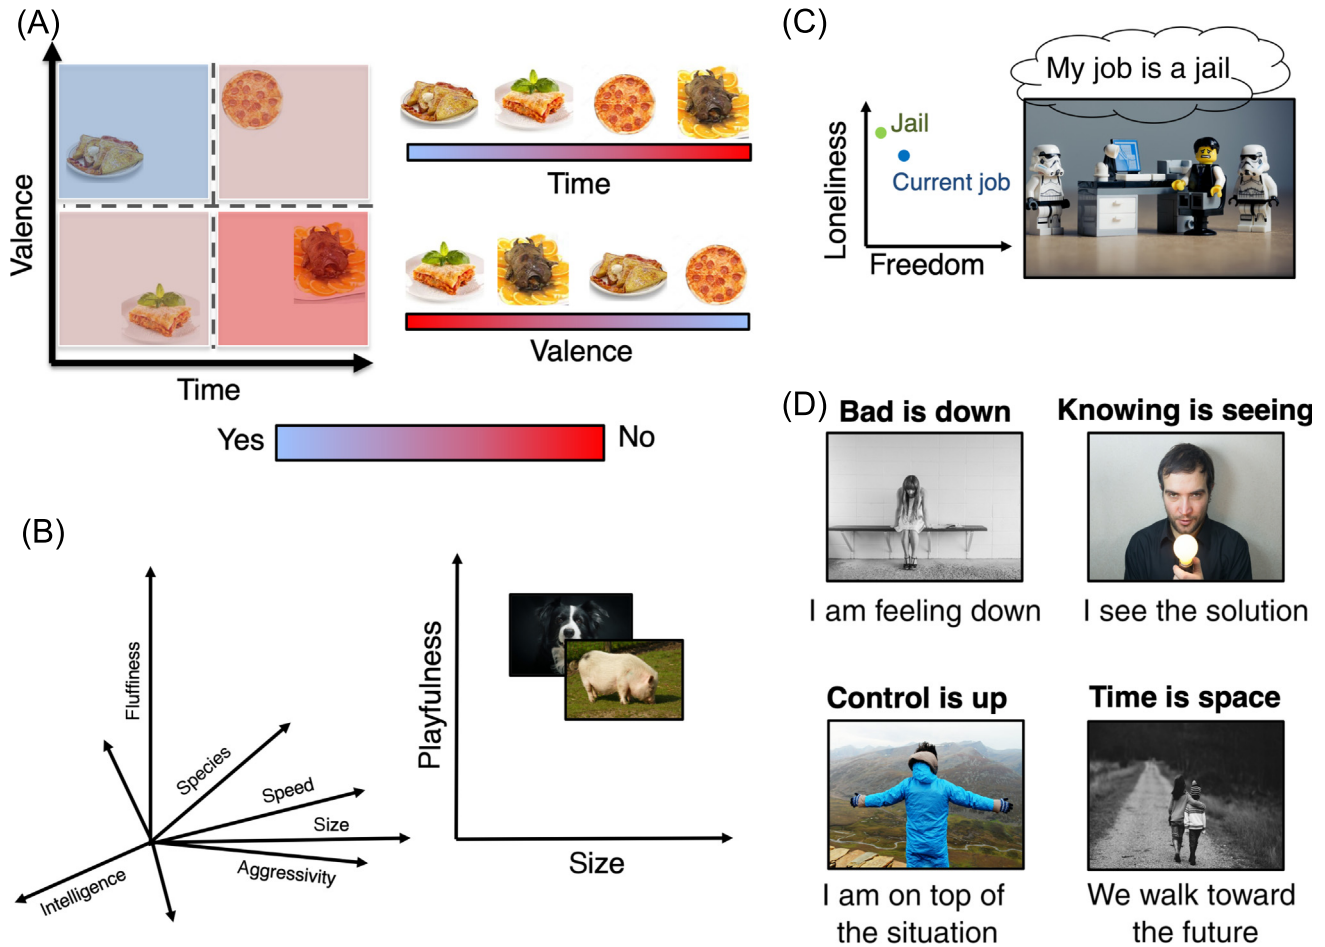 (A)
Valence
Time
Time
Valence
Yes
No
(B)
Fluffiness
Species
Speed
Size
Aggressivity
Intelligence
Playfulness
Size
(C)
My job is a jail
Loneliness
Jail
Current job
Freedom
(D)
Bad is down
I am feeling down
Knowing is seeing
I see the solution
Control is up
I am on top of
the situation
Time is space
We walk toward
the future